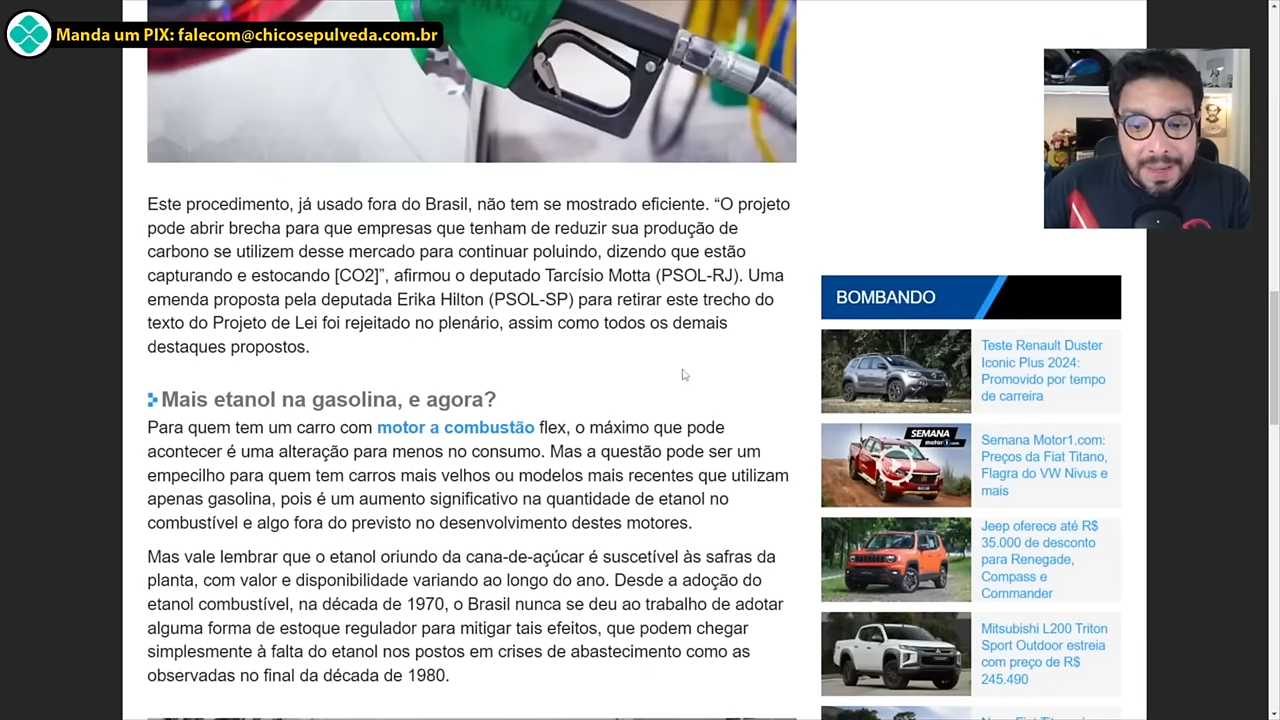 Manda um PIX: falecom@chicosepulveda.com.br
Este procedimento, já usado fora do Brasil, não tem se mostrado eficiente. “O projeto
pode abrir brecha para que empresas que tenham de reduzir sua produção de
carbono se utilizem desse mercado para continuar poluindo, dizendo que estão
capturando e estocando [CO2]”, afirmou o deputado Tarcísio Motta (PSOL-RJ). Uma
emenda proposta pela deputada Erika Hilton (PSOL-SP) para retirar este trecho do
texto do Projeto de Lei foi rejeitado no plenário, assim como todos os demais
destaques propostos.
Mais etanol na gasolina, e agora?
Para quem tem um carro com motor a combustão flex, o máximo que pode
acontecer é uma alteração para menos no consumo. Mas a questão pode ser um
empecilho para quem tem carros mais velhos ou modelos mais recentes que utilizam
apenas gasolina, pois é um aumento significativo na quantidade de etanol no
combustível e algo fora do previsto no desenvolvimento destes motores.
Mas vale lembrar que o etanol oriundo da cana-de-açúcar é suscetível às safras da
planta, com valor e disponibilidade variando ao longo do ano. Desde a adoção do
etanol combustível, na década de 1970, o Brasil nunca se deu ao trabalho de adotar
alguma forma de estoque regulador para mitigar tais efeitos, que podem chegar
simplesmente à falta do etanol nos postos em crises de abastecimento como as
observadas no final da década de 1980.
BOMBANDO
Teste Renault Duster
Iconic Plus 2024:
Promovido por tempo
de carreira
SEMANA
motor1.com
Semana Motor1.com:
Preços da Fiat Titano,
Flagra do VW Nivus e
mais
Jeep oferece até R$
35.000 de desconto
para Renegade,
Compass e
Commander
Mitsubishi L200 Triton
Sport Outdoor estreia
com preço de R$
245.490